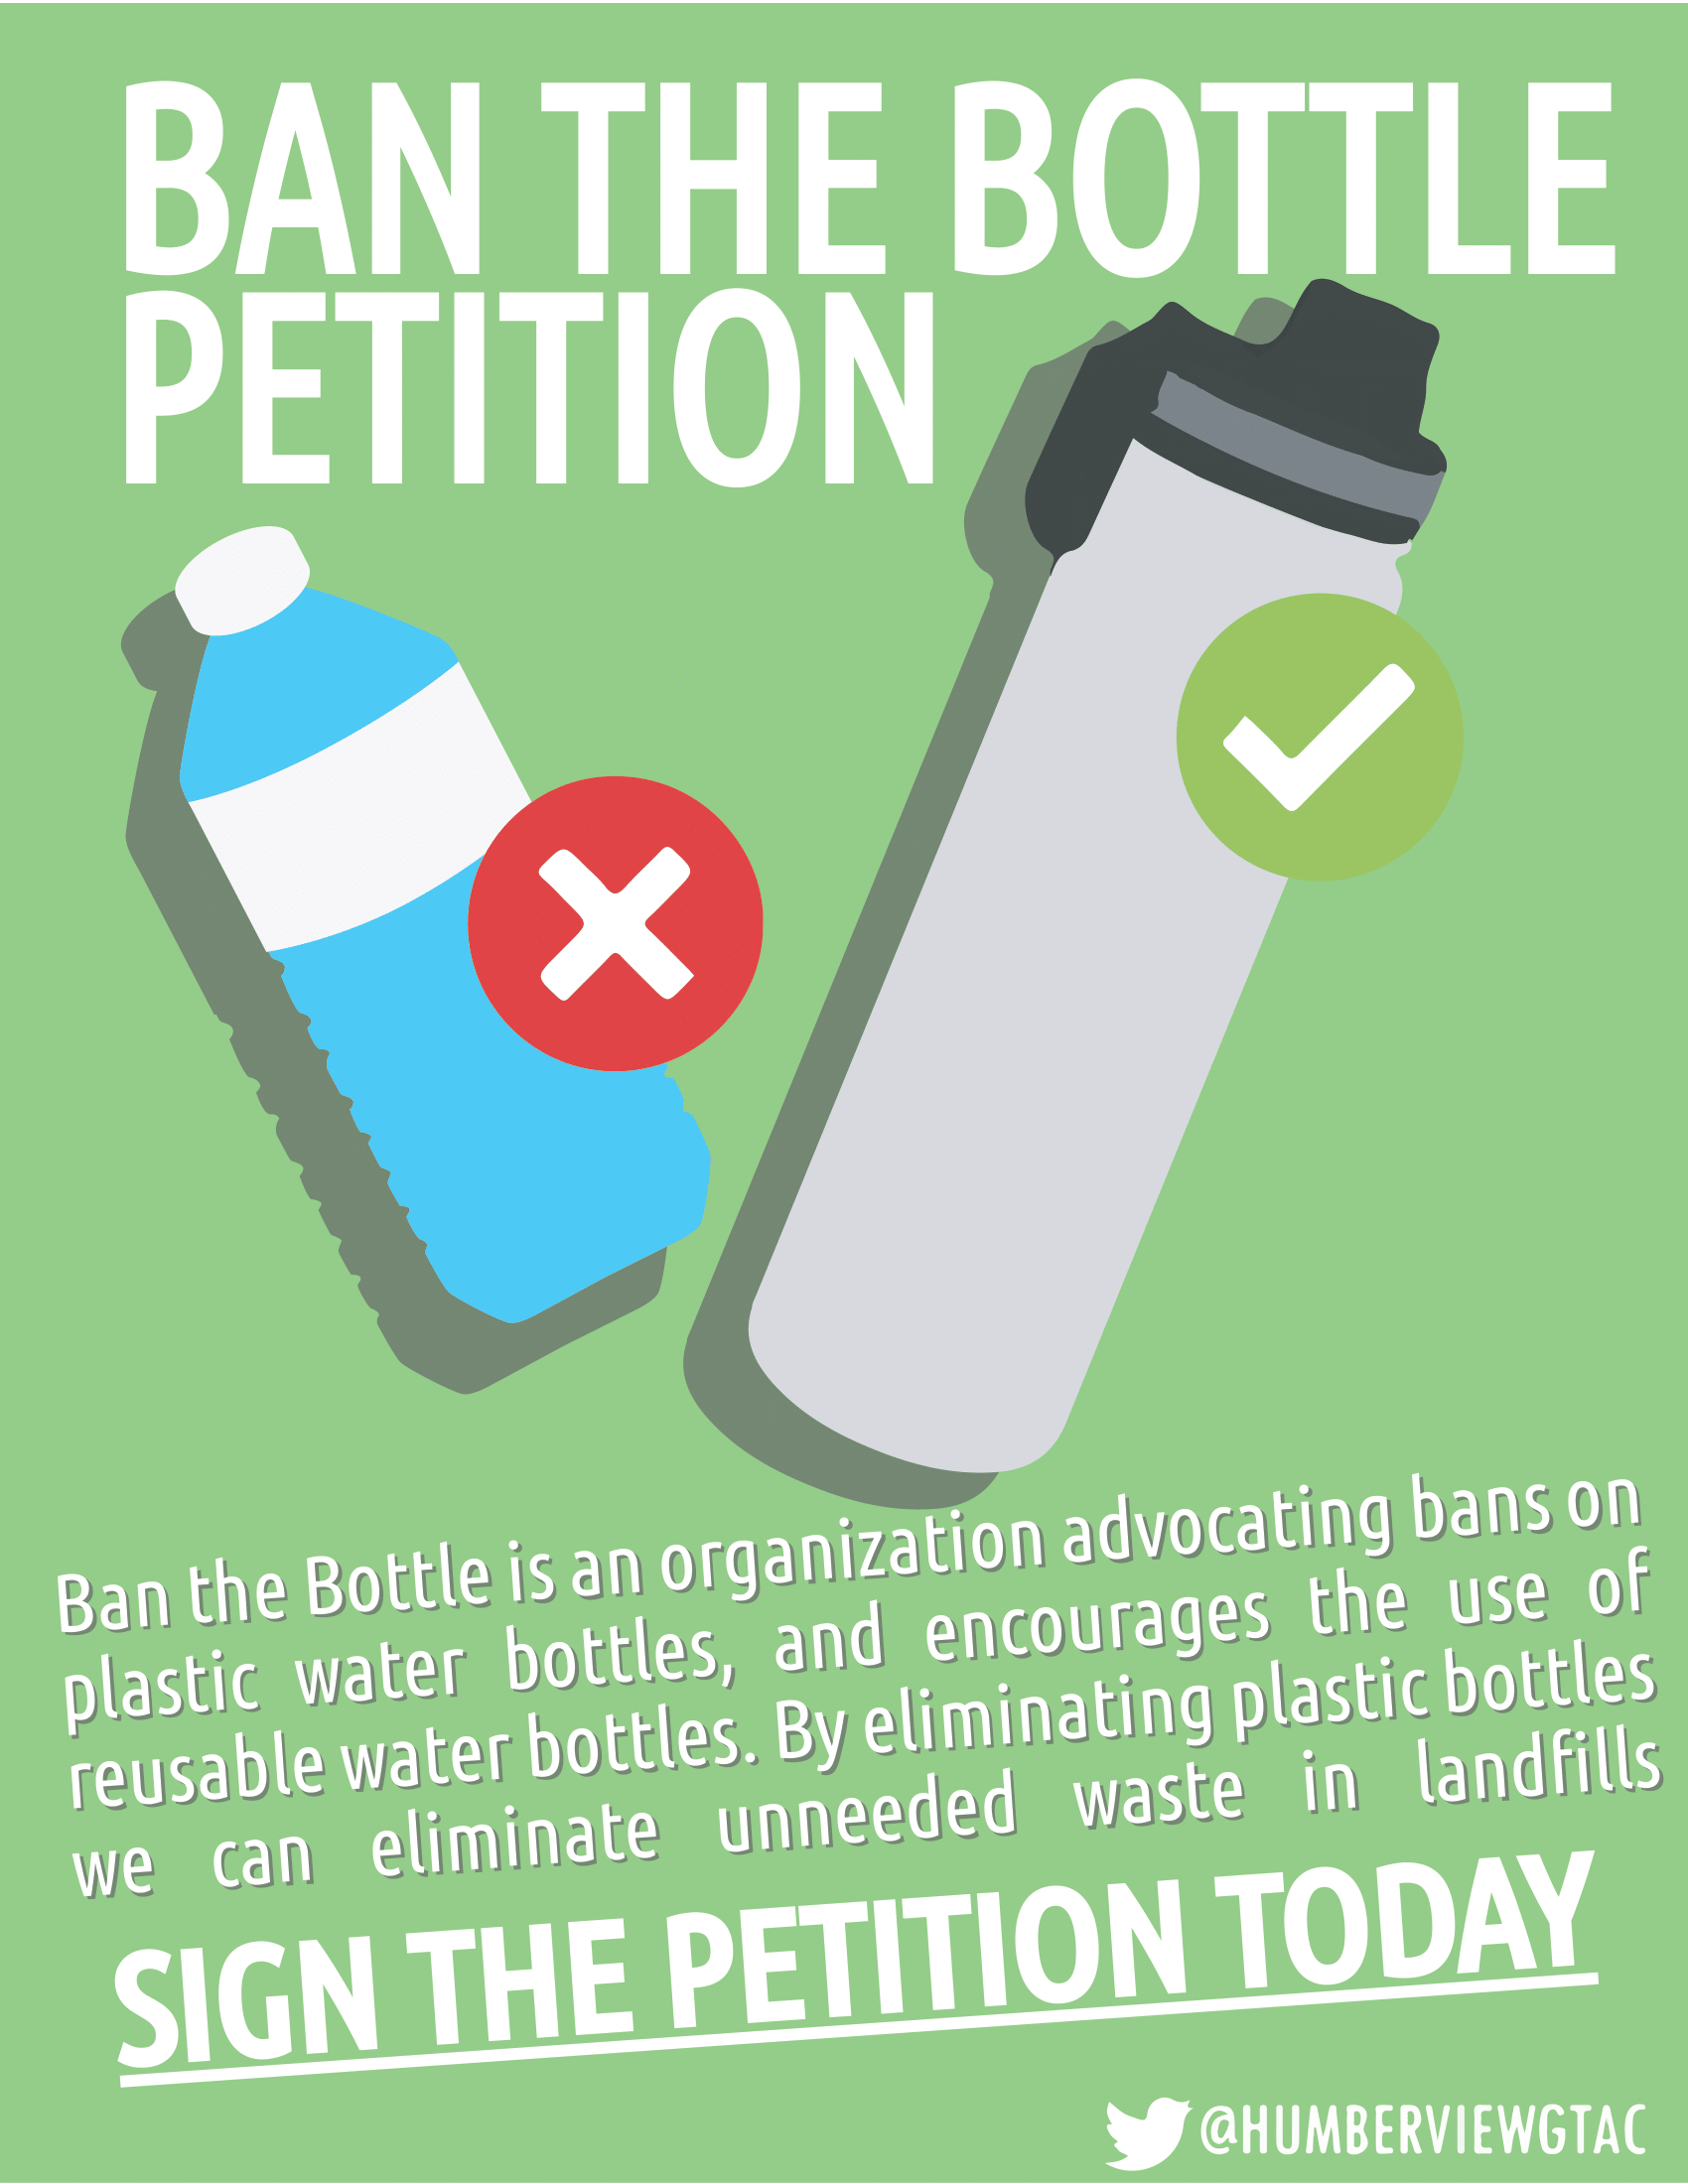 BAN THE BOTTLE
PETITION
Ban the Bottle is an organization advocating bans on
plastic water bottles, and encourages the use of
reusable water bottles. By eliminating plastic bottles
we can eliminate unneeded waste in landfills
SIGN THE PETITION TODAY
@HUMBERVIEWGTAC